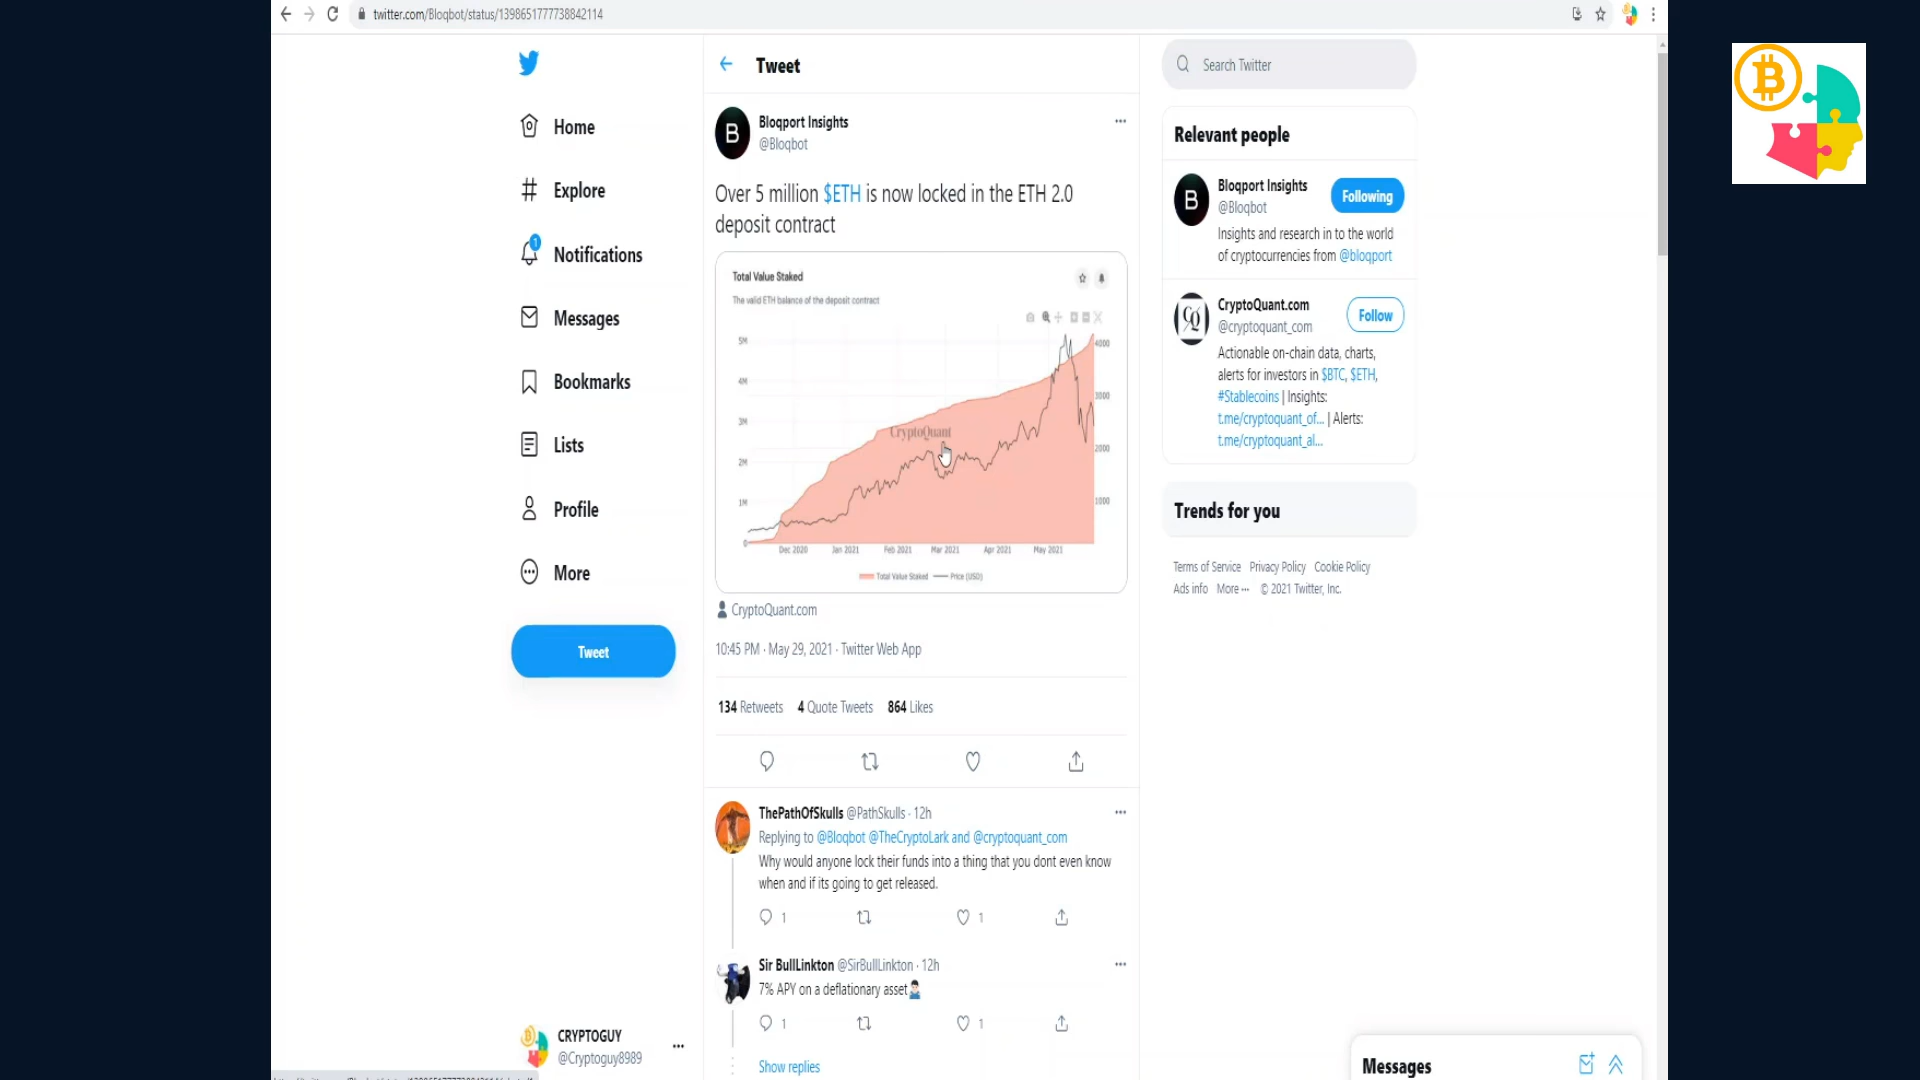 twitter.com/Bloqbot/status/1398651777738842114
Home
Explore
1
Notifications
Messages
Bookmarks
Lists
Profile
More
Tweet
CRYPTOGUY
@Cryptoguy8989
Tweet
B
Bloqport Insights
@Bloqbot
Over 5 million $ETH is now locked in the ETH 2.0
deposit contract
Total Value Staked
The valid ETH balance of the deposit contract
5M
4M
3M
2M
1M
0
4000
3000
2000
1000
CryptoQuant
Dec 2020 Jan 2021 Feb 2021 Mar 2021 Apr 2021 May 2021
Total Value Staked Price (USD)
CryptoQuant.com
10:45 PM · May 29, 2021 · Twitter Web App
134 Retweets 4 Quote Tweets 864 Likes
ThePathOfSkulls @PathSkulls · 12h
Replying to @Bloqbot @TheCryptoLark and @cryptoquant_com
Why would anyone lock their funds into a thing that you dont even know
when and if its going to get released.
1 1
Sir BullLinkton @SirBullLinkton · 12h
7% APY on a deflationary asset
1 1
Show replies
Search Twitter
Relevant people
B
Bloqport Insights
@Bloqbot
Following
Insights and research in to the world
of cryptocurrencies from @bloqport
CQ
CryptoQuant.com
@cryptoquant_com
Follow
Actionable on-chain data, charts,
alerts for investors in $BTC, $ETH,
#Stablecoins | Insights:
t.me/cryptoquant_of... | Alerts:
t.me/cryptoquant_al...
Trends for you
Terms of Service Privacy Policy Cookie Policy
Ads info More ··· © 2021 Twitter, Inc.
Messages